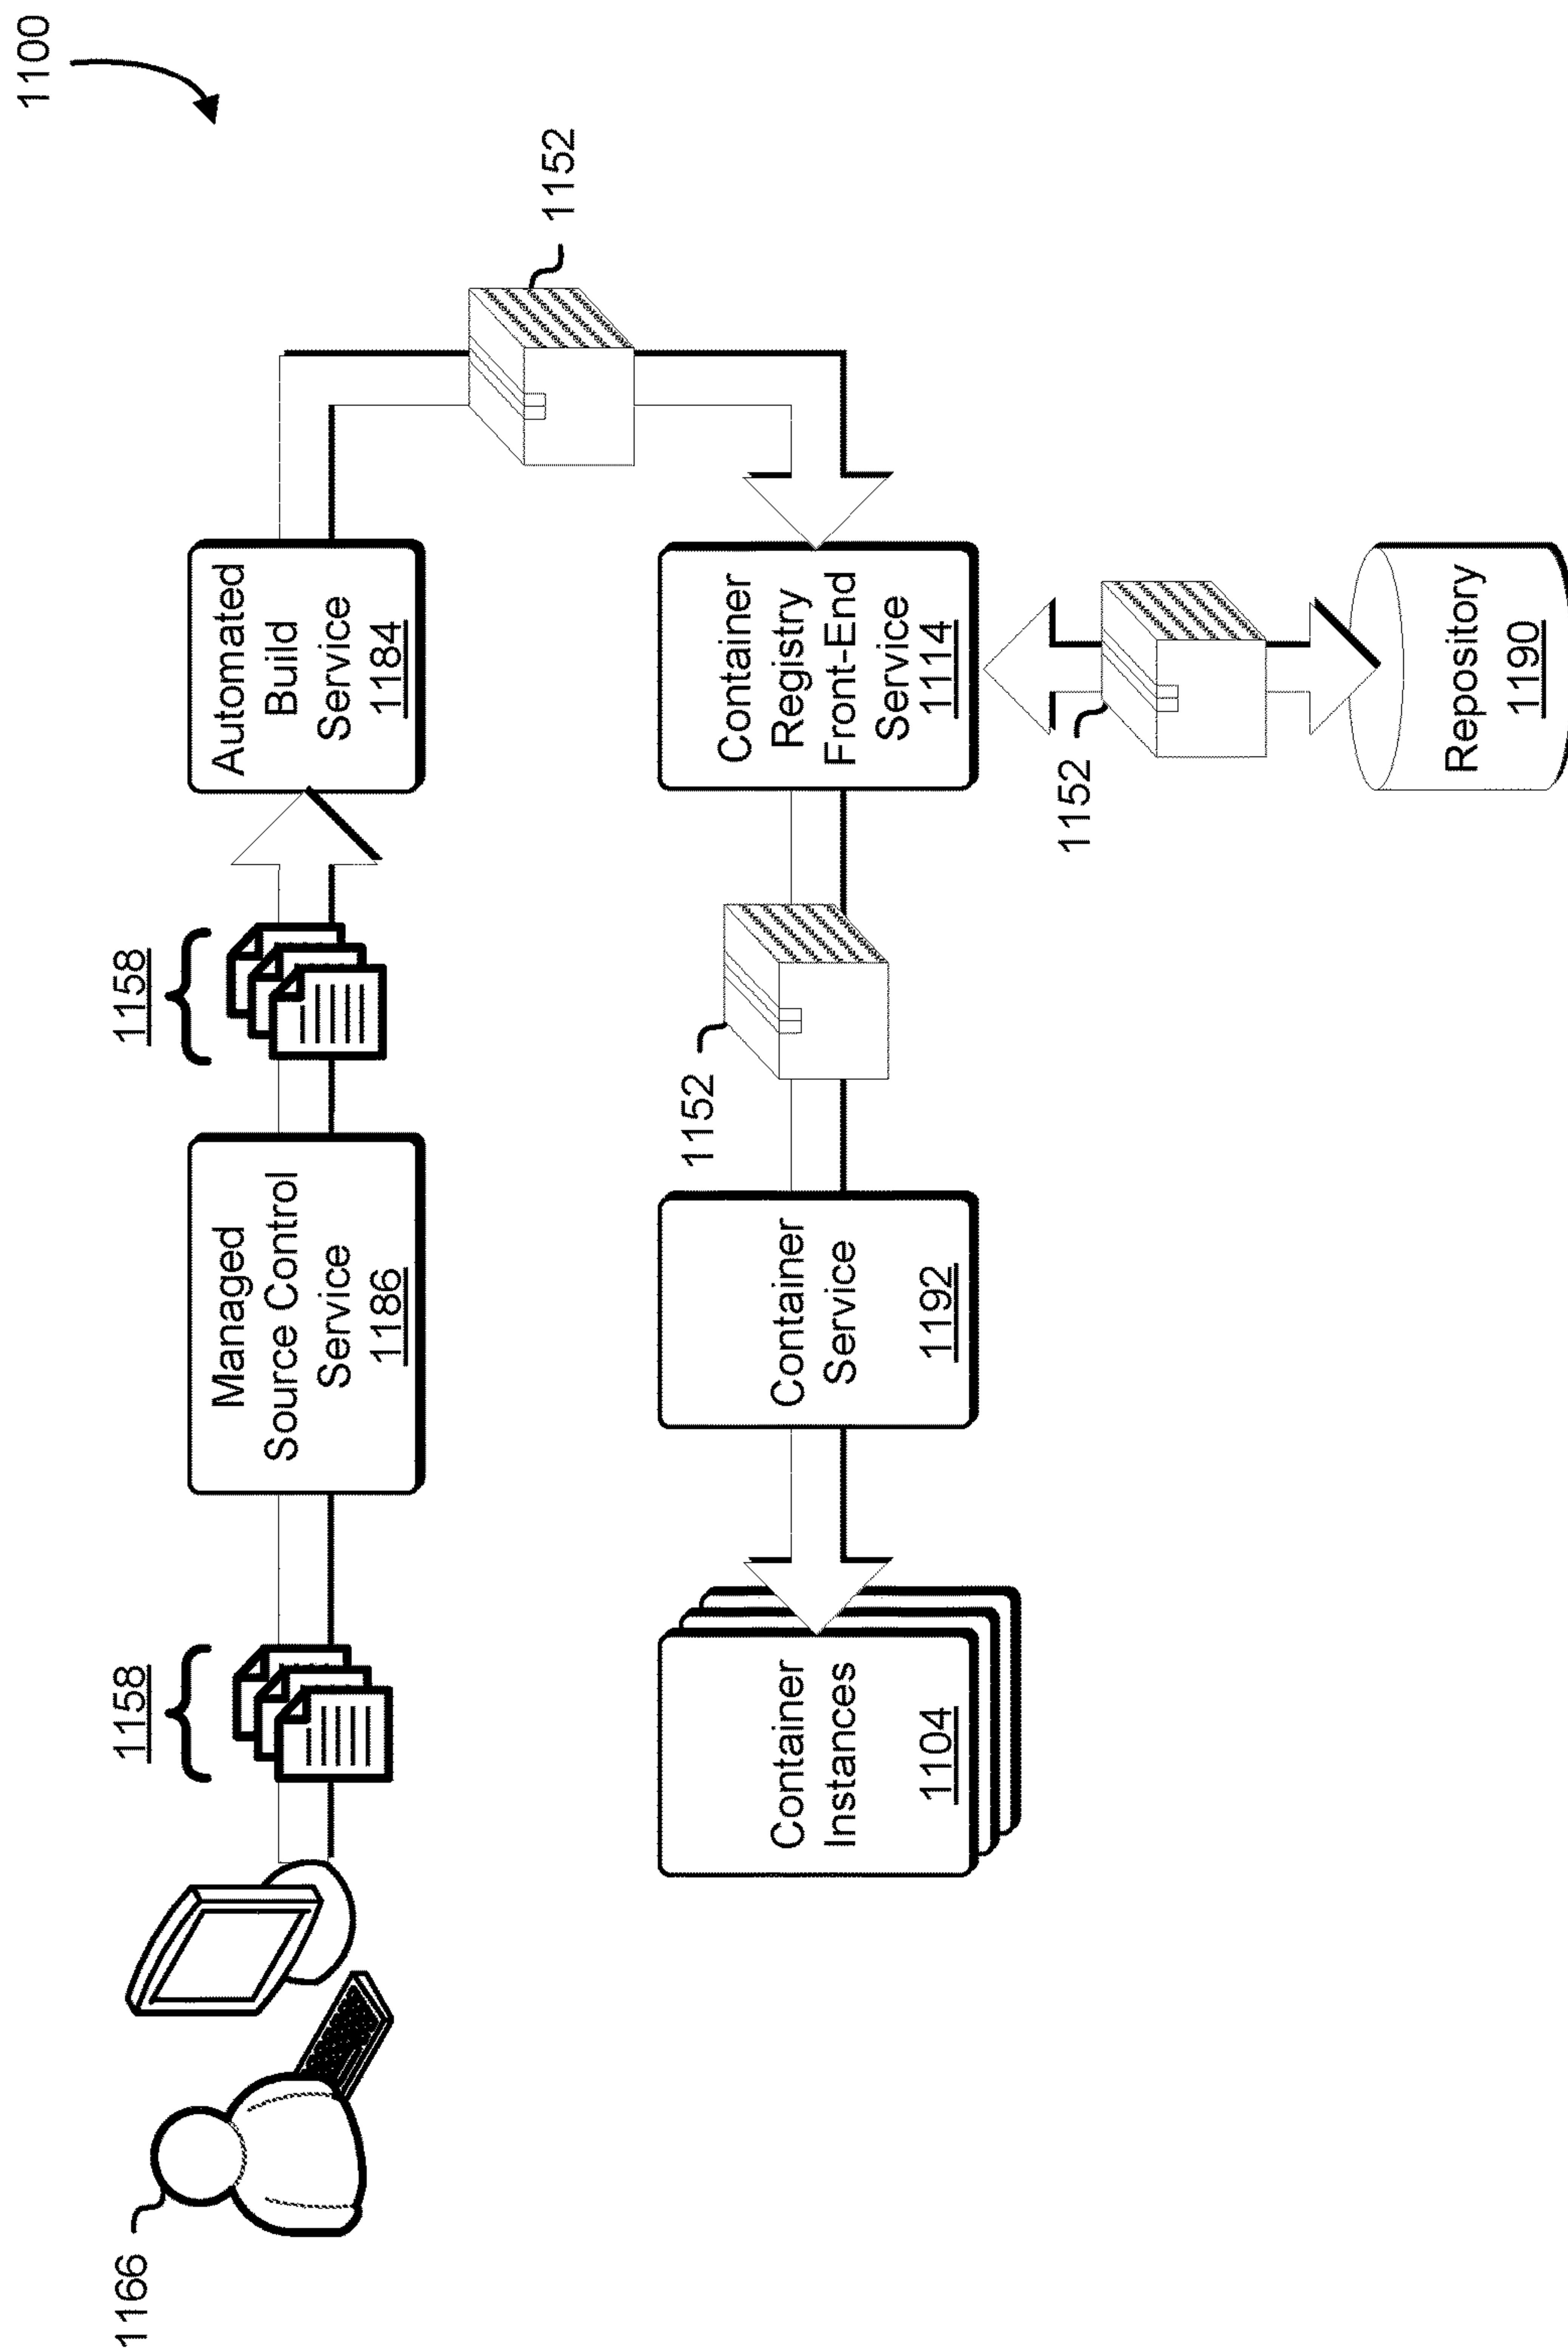 1100
1158
1158
1166
Managed
Source Control
Service
1186
Automated
Build
Service
1184
1152
Container
Instances
1104
Container
Service
1192
1152
Container
Registry
Front-End
Service
1114
1152
Repository
1190